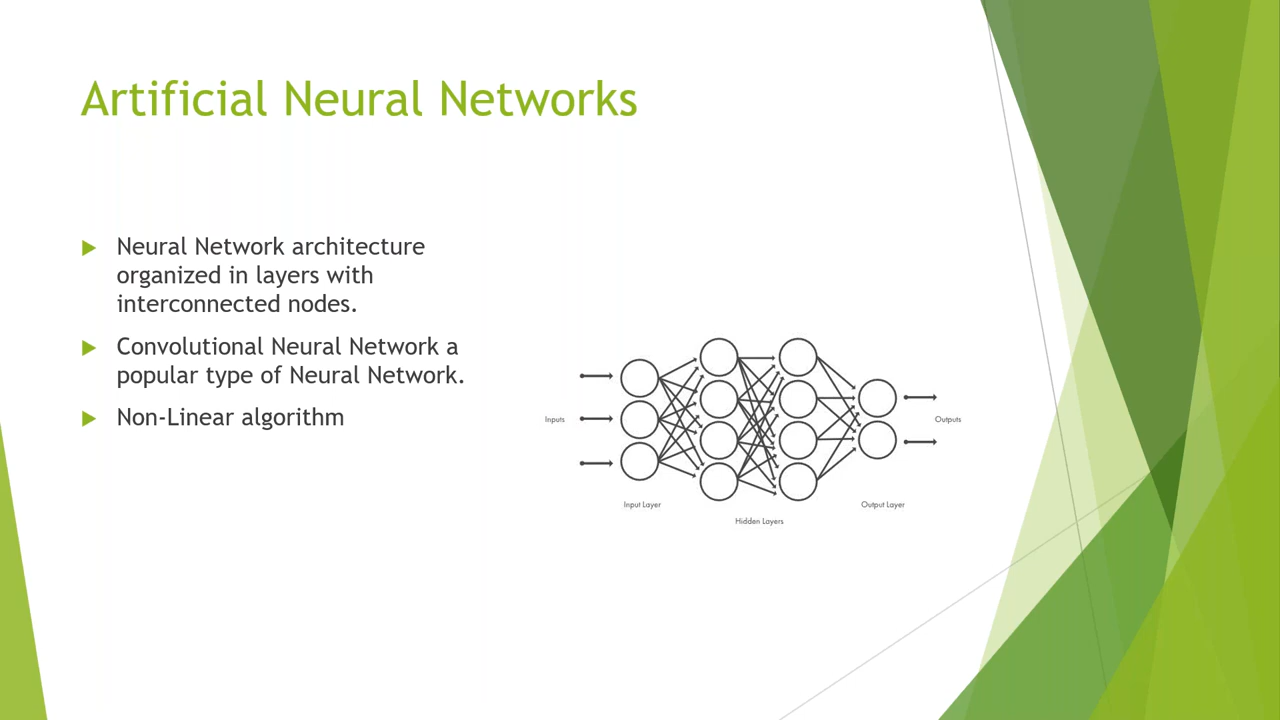 Artificial Neural Networks
Neural Network architecture
organized in layers with
interconnected nodes.
Convolutional Neural Network a
popular type of Neural Network.
Non-Linear algorithm
Inputs
Outputs
Input Layer
Output Layer
Hidden Layers